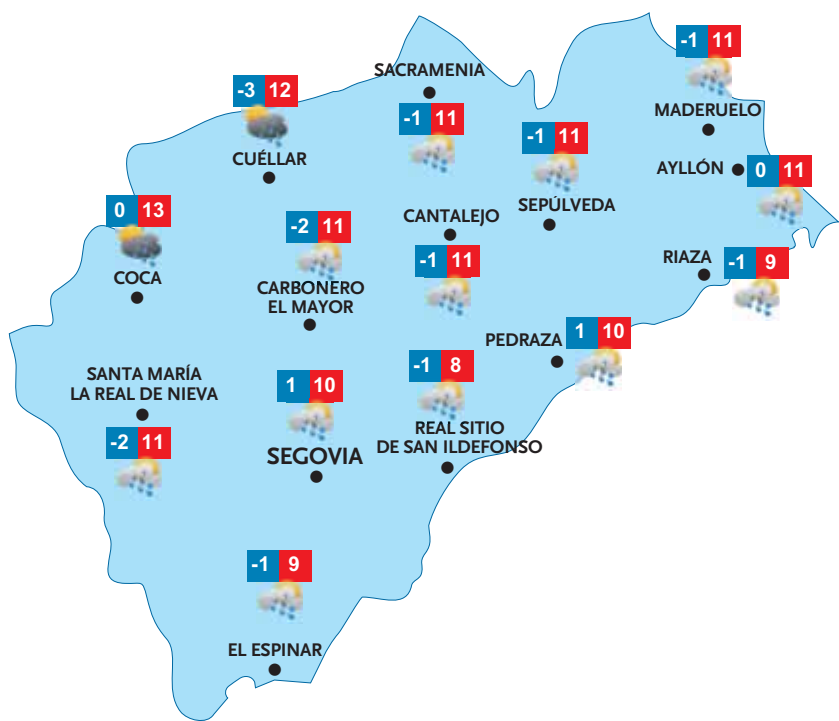 -1 11
MADERUELO
SACRAMENIA
-1 11
-3 12
CUÉLLAR
-1 11
SEPÚLVEDA
AYLLÓN 0 11
0 13
COCA
-2 11
CARBONERO
EL MAYOR
CANTALEJO
-1 11
RIAZA -1 9
PEDRAZA 1 10
SANTA MARÍA
LA REAL DE NIEVA
-2 11
1 10
SEGOVIA
-1 8
REAL SITIO
DE SAN ILDEFONSO
-1 9
EL ESPINAR